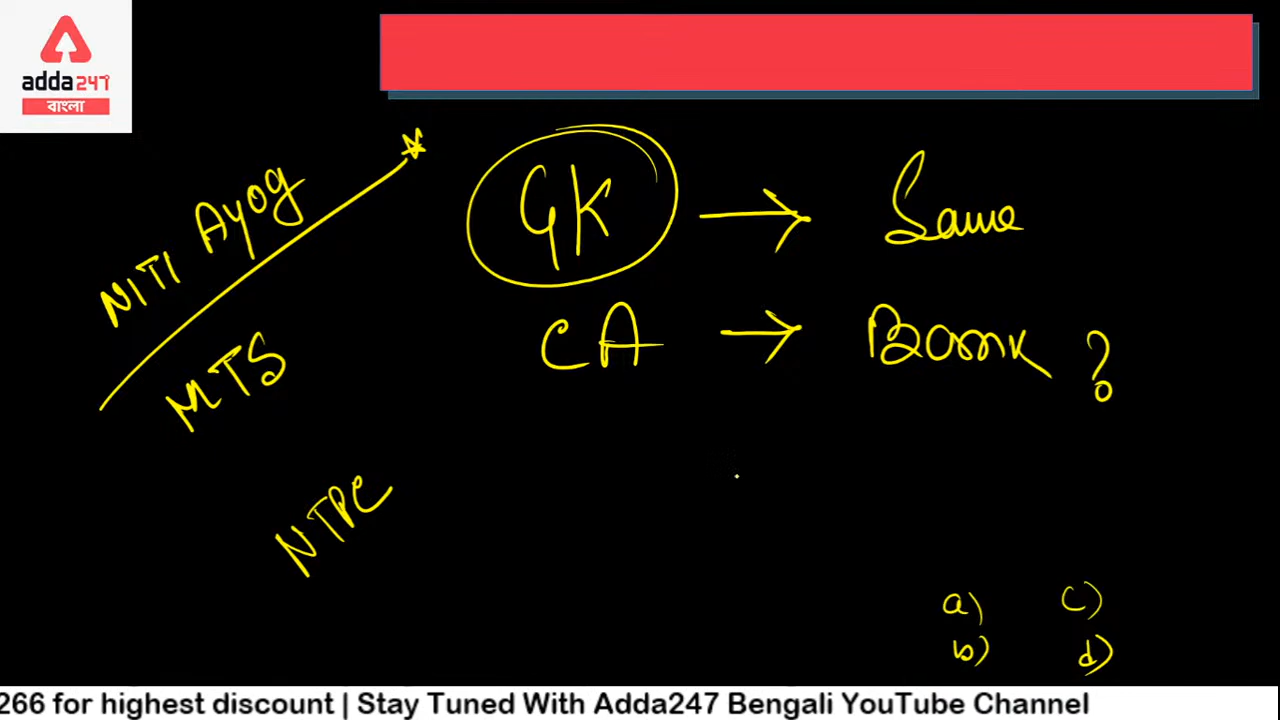 adda247
বাংলা
NITI Ayog
GK → Same
CA → Bank ?
MTS
NTPC
a) c)
b) d)
266 for highest discount | Stay Tuned With Adda247 Bengali YouTube Channel